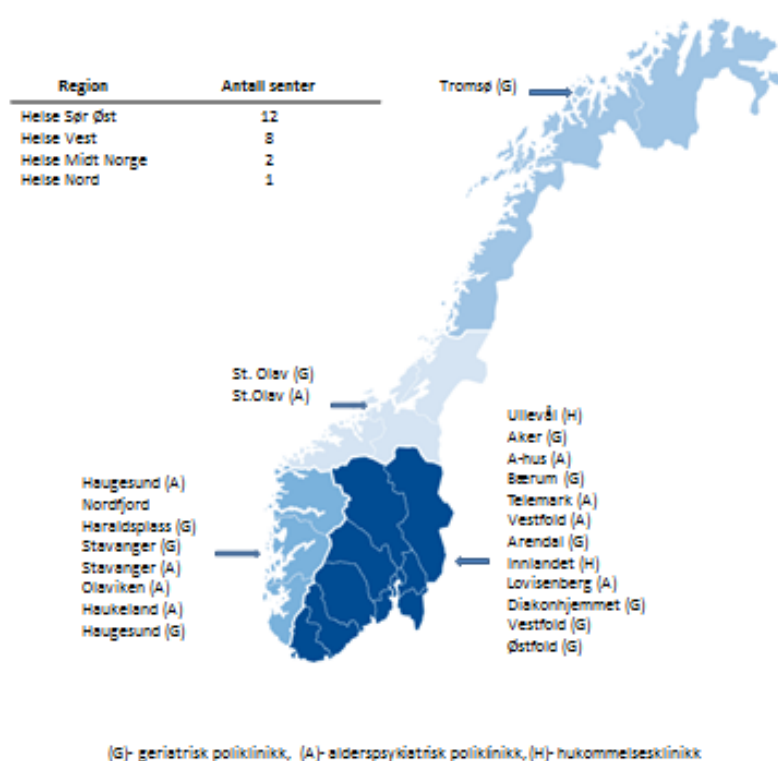 Region Antall senter
Helse Sør Øst 12
Helse Vest 8
Helse Midt Norge 2
Helse Nord 1
Tromsø (G)
St. Olav (G)
St.Olav (A)
Haugesund (A)
Nordfjord
Haraldsplass (G)
Stavanger (G)
Stavanger (A)
Olaviken (A)
Haukeland (A)
Haugesund (G)
Ullevål (H)
Aker (G)
A-hus (A)
Bærum (G)
Telemark (A)
Vestfold (A)
Arendal (G)
Innlandet (H)
Lovisenberg (A)
Diakonhjemmet (G)
Vestfold (G)
Østfold (G)
(G)- geriatrisk poliklinikk, (A)- alderspsykiatrisk poliklinikk, (H)- hukommelsesklinikk